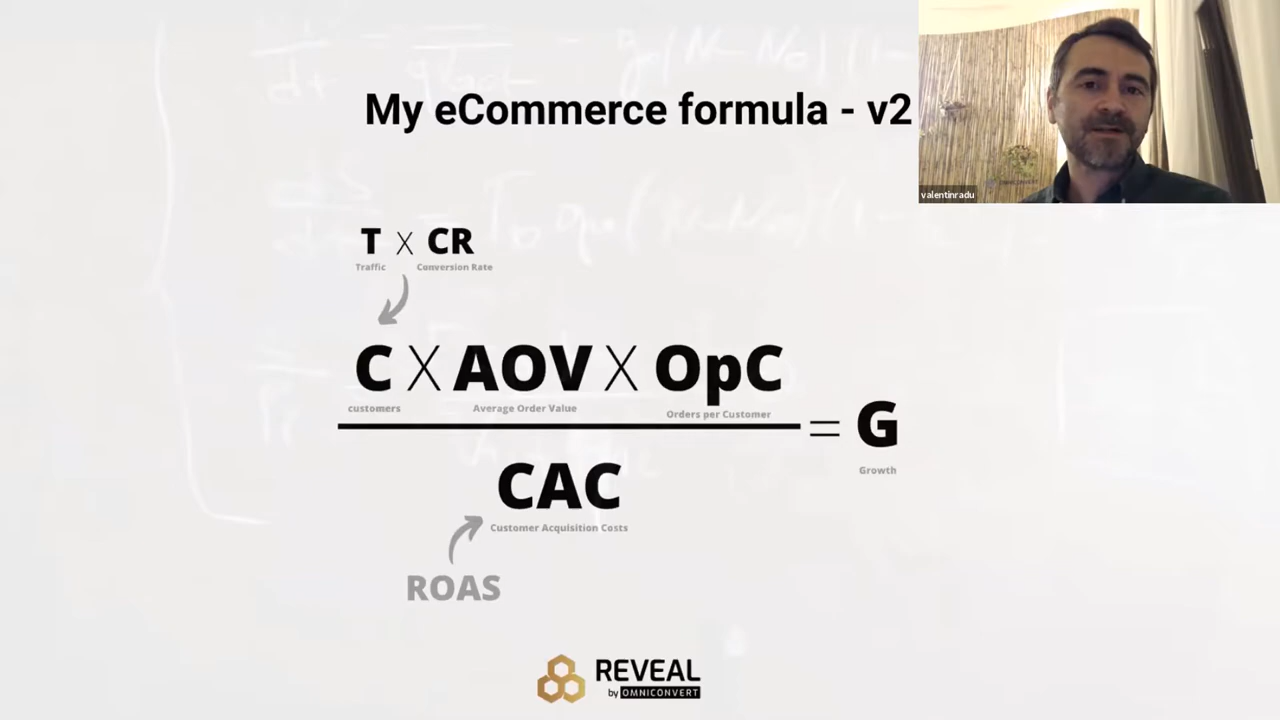 My eCommerce formula - v2
valentinradu
T X CR
Traffic Conversion Rate
C X AOV X OpC
customers Average Order Value Orders per Customer
= G
Growth
CAC
Customer Acquisition Costs
ROAS
REVEAL
by OMNICONVERT